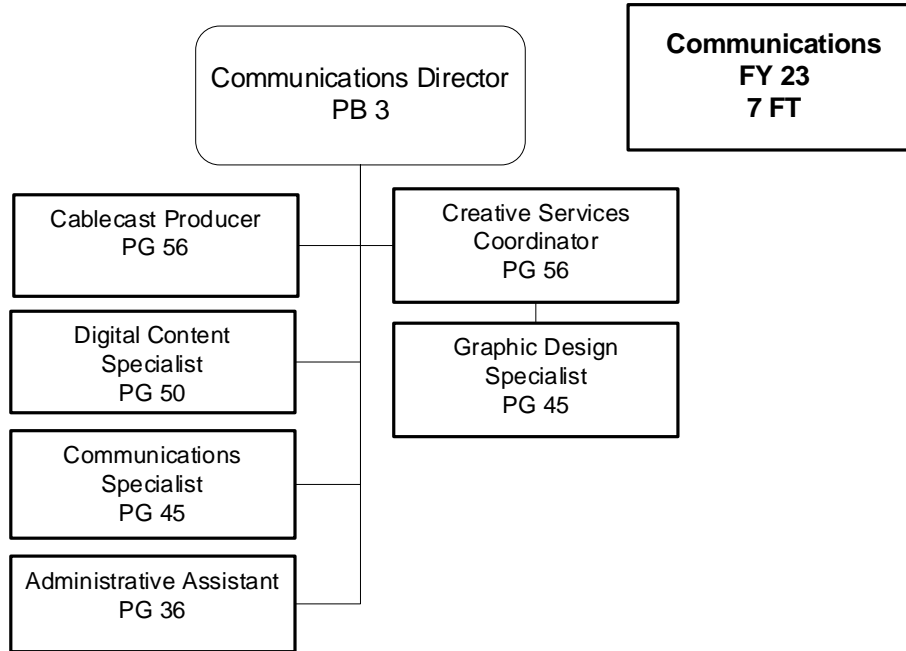 Communications Director
PB 3
Communications
FY 23
7 FT
Cablecast Producer
PG 56
Creative Services
Coordinator
PG 56
Digital Content
Specialist
PG 50
Graphic Design
Specialist
PG 45
Communications
Specialist
PG 45
Administrative Assistant
PG 36